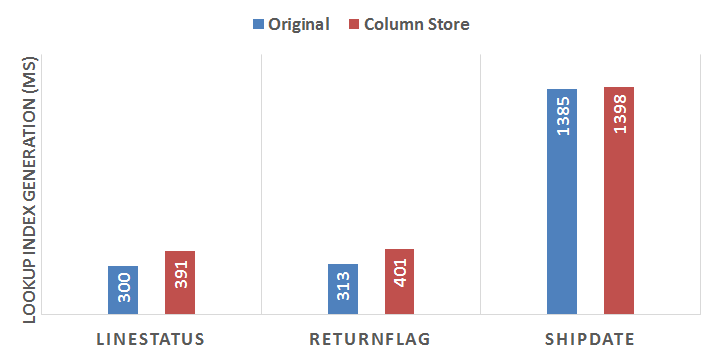 Original Column Store
LOOKUP INDEX GENERATION (MS)
300
391
313
401
1385
1398
LINESTATUS RETURNFLAG SHIPDATE